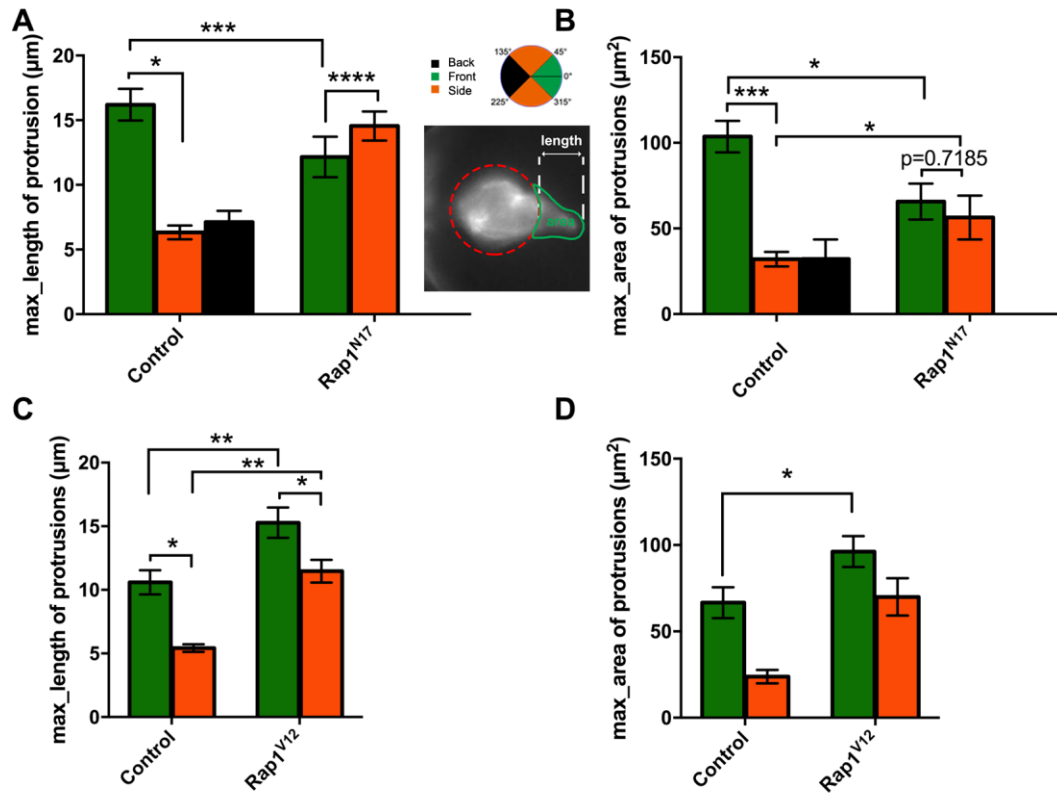 A
max_length of protrusion (µm)
20
15
10
5
0
***
*
****
Control
Rap1ᴺ¹⁷
Back
Front
Side
135°
45°
0°
225°
315°
length
area
B
max_area of protrusions (µm²)
150
100
50
0
*
***
*
p=0.7185
Control
Rap1ᴺ¹⁷
C
max_length of protrusions (µm)
20
15
10
5
0
**
**
*
*
Control
Rap1ⱽ¹²
D
max_area of protrusions (µm²)
150
100
50
0
*
Control
Rap1ⱽ¹²